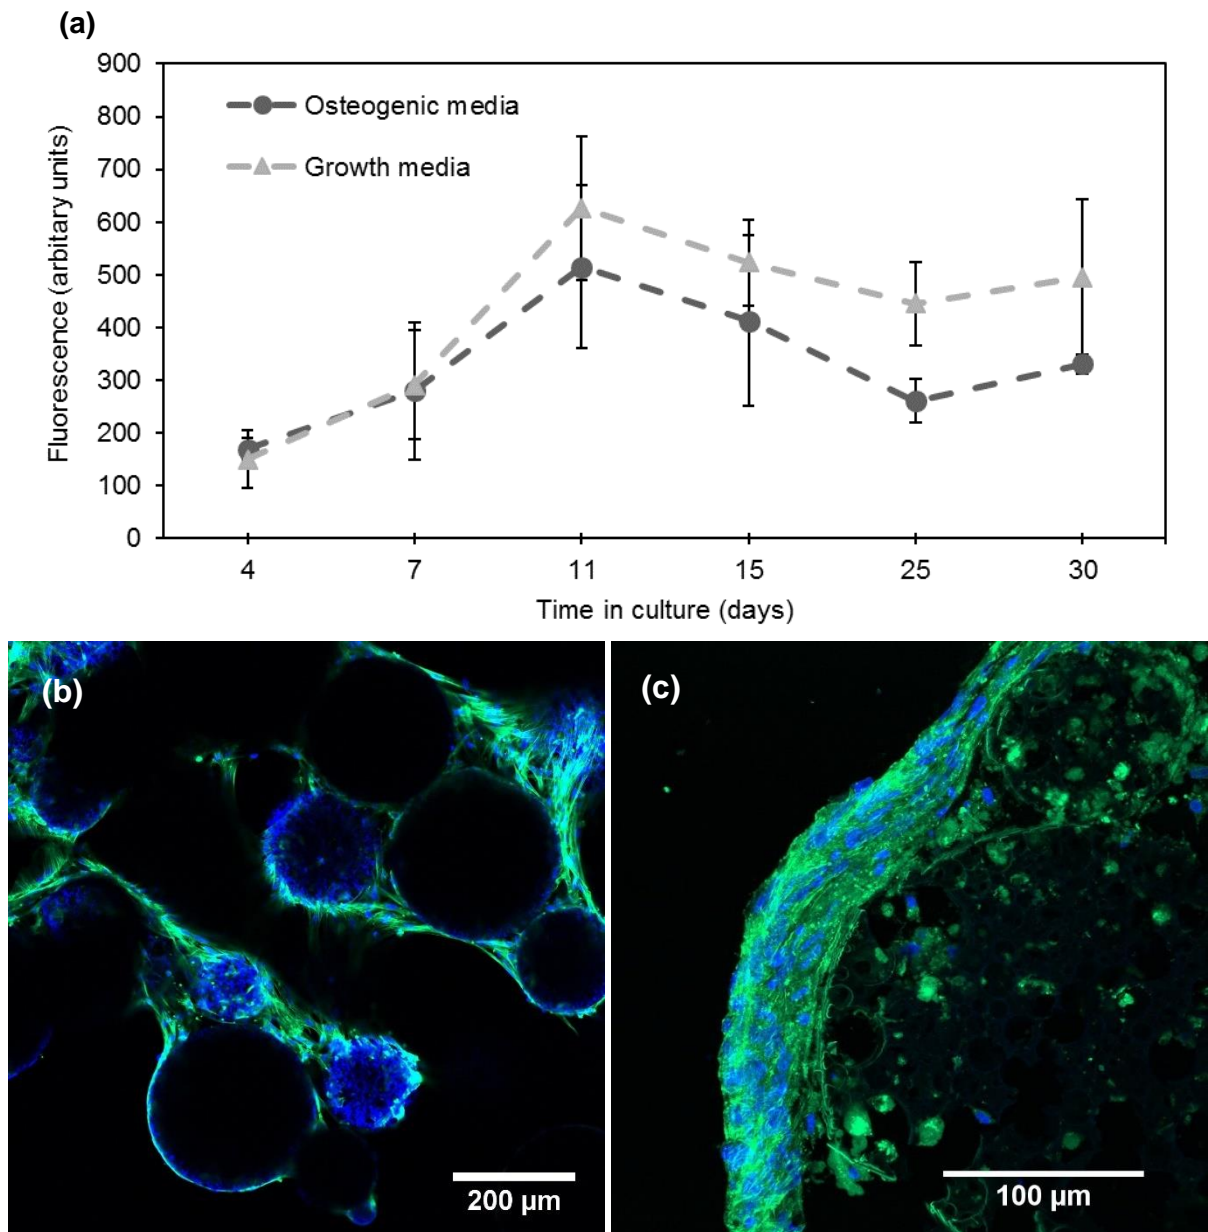 (a)
900
800
700
600
500
400
300
200
100
0
Fluorescence (arbitary units)
Osteogenic media
Growth media
4 7 11 15 25 30
Time in culture (days)
(b)
(c)
200 µm
100 µm